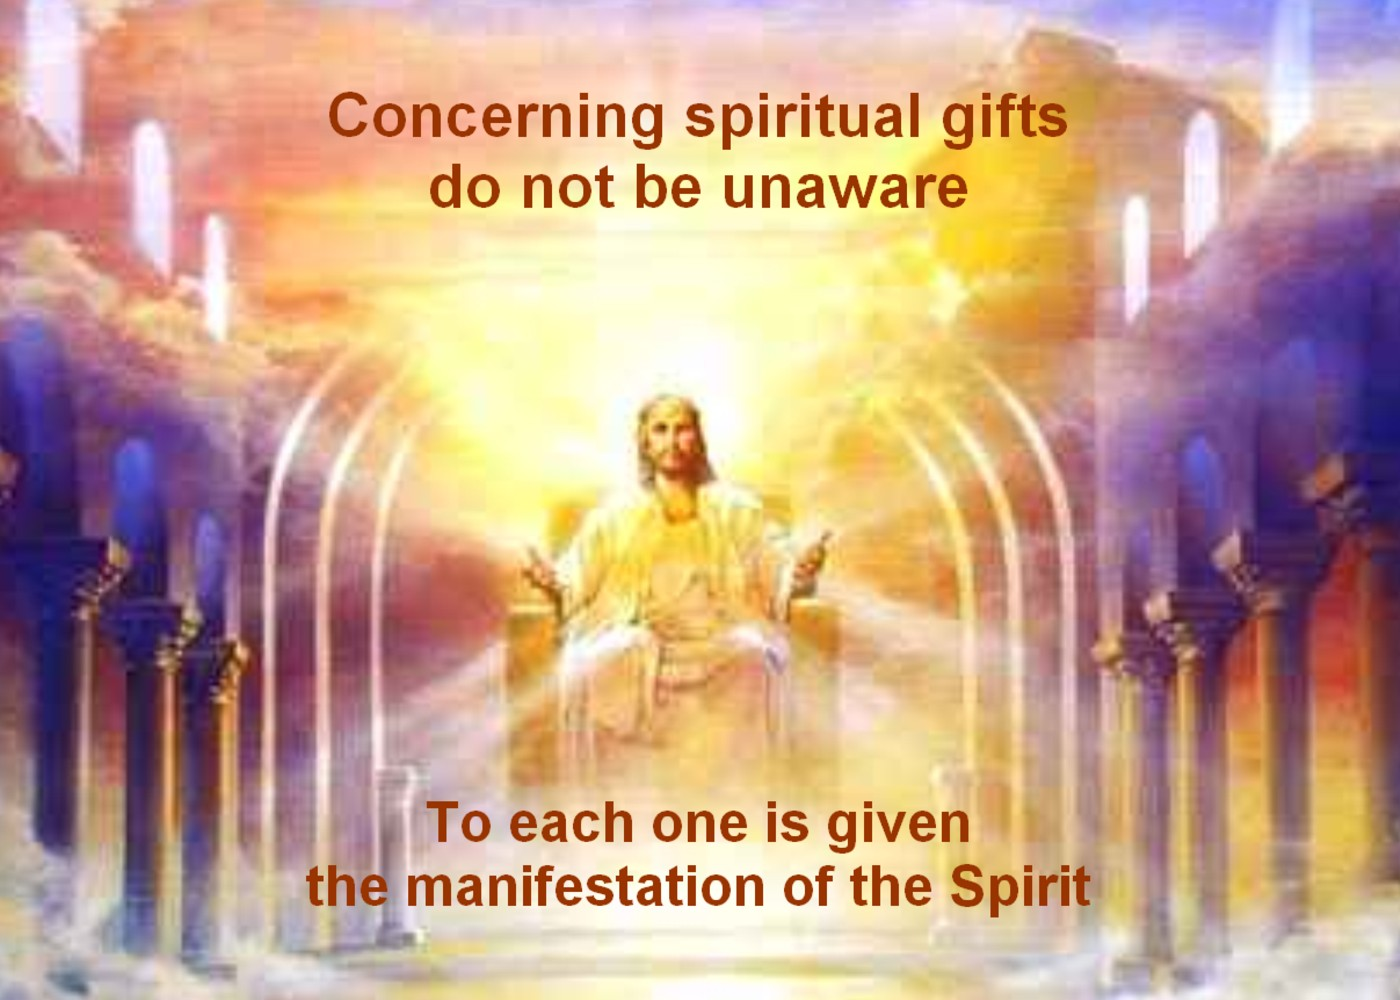 Concerning spiritual gifts
do not be unaware
To each one is given
the manifestation of the Spirit